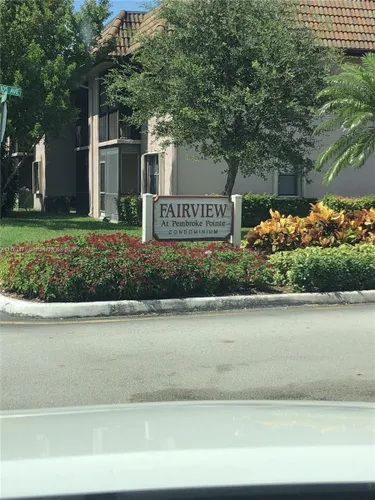 FAIRVIEW
At Pembroke Pointe
CONDOMINIUM